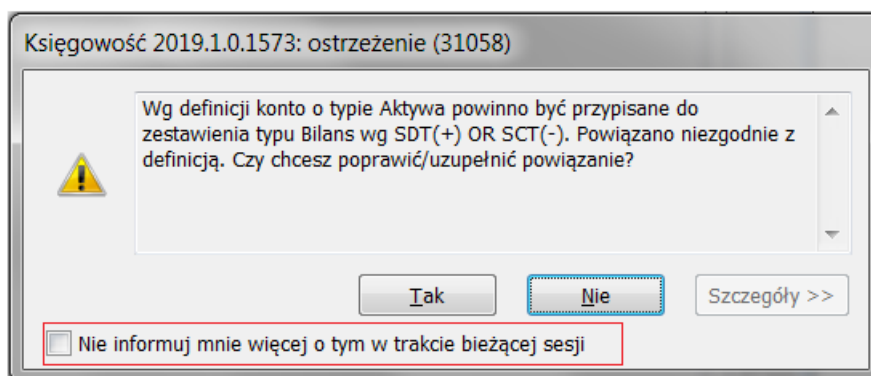 Księgowość 2019.1.0.1573: ostrzeżenie (31058)
Wg definicji konto o typie Aktywa powinno być przypisane do
zestawienia typu Bilans wg SDT(+) OR SCT(-). Powiązano niezgodnie z
definicją. Czy chcesz poprawić/uzupełnić powiązanie?
Tak Nie Szczegóły >>
Nie informuj mnie więcej o tym w trakcie bieżącej sesji